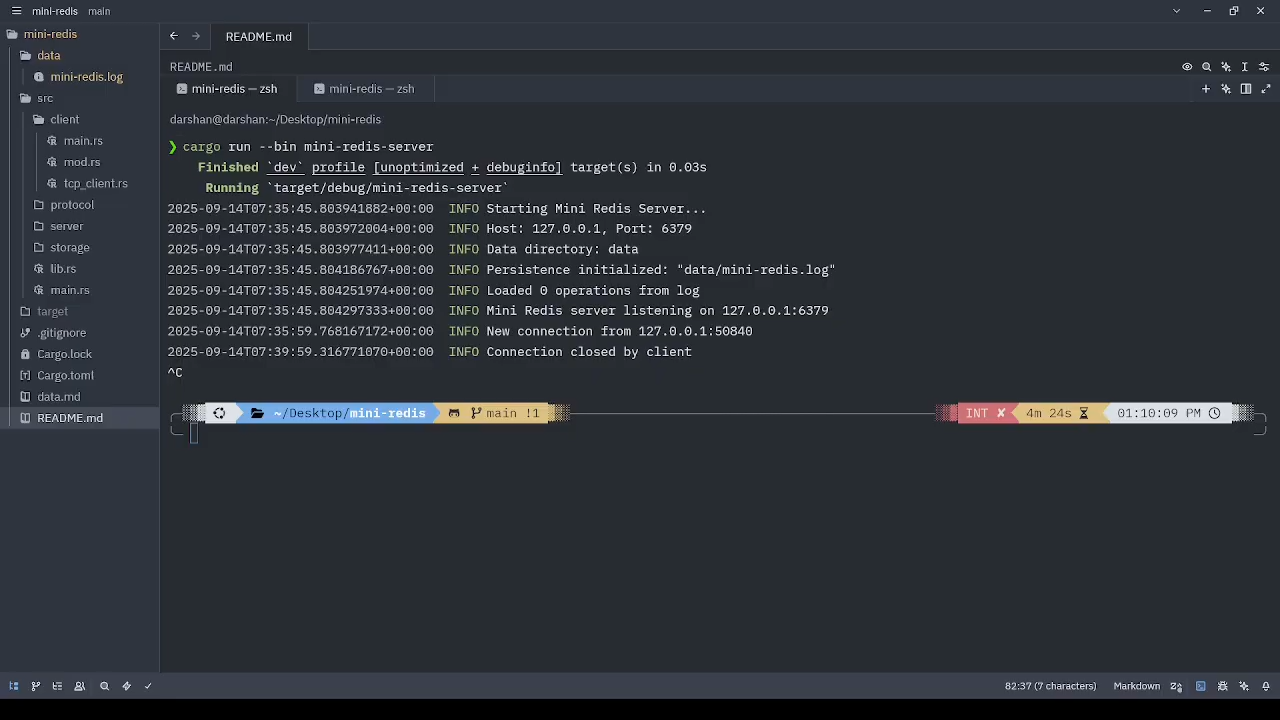 mini-redis main
mini-redis
data
mini-redis.log
src
client
main.rs
mod.rs
tcp_client.rs
protocol
server
storage
lib.rs
main.rs
target
.gitignore
Cargo.lock
Cargo.toml
data.md
README.md
README.md
README.md
mini-redis — zsh
mini-redis — zsh
darshan@darshan:~/Desktop/mini-redis
❯ cargo run --bin mini-redis-server
Finished `dev` profile [unoptimized + debuginfo] target(s) in 0.03s
Running `target/debug/mini-redis-server`
2025-09-14T07:35:45.803941882+00:00 INFO Starting Mini Redis Server...
2025-09-14T07:35:45.803972004+00:00 INFO Host: 127.0.0.1, Port: 6379
2025-09-14T07:35:45.803977411+00:00 INFO Data directory: data
2025-09-14T07:35:45.804186767+00:00 INFO Persistence initialized: "data/mini-redis.log"
2025-09-14T07:35:45.804251974+00:00 INFO Loaded 0 operations from log
2025-09-14T07:35:45.804297333+00:00 INFO Mini Redis server listening on 127.0.0.1:6379
2025-09-14T07:35:59.768167172+00:00 INFO New connection from 127.0.0.1:50840
2025-09-14T07:39:59.316771070+00:00 INFO Connection closed by client
^C
~/Desktop/mini-redis main !1 INT ✘ 4m 24s 01:10:09 PM
82:37 (7 characters) Markdown